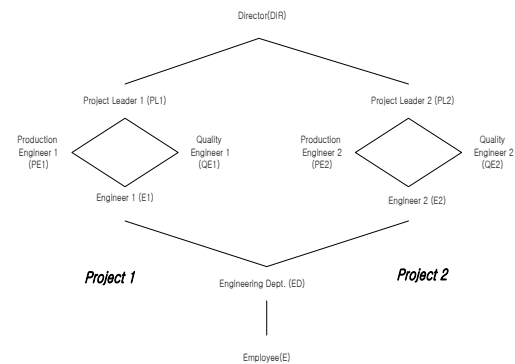 Director(DIR)
Project Leader 1 (PL1)
Project Leader 2 (PL2)
Production
Engineer 1
(PE1)
Quality
Engineer 1
(QE1)
Production
Engineer 2
(PE2)
Quality
Engineer 2
(QE2)
Engineer 1 (E1)
Engineer 2 (E2)
Project 1
Engineering Dept. (ED)
Project 2
Employee(E)